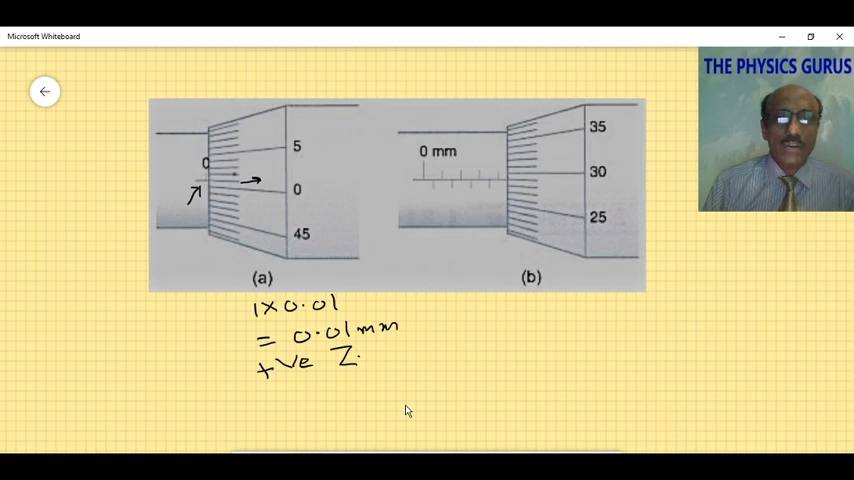 Microsoft Whiteboard
THE PHYSICS GURUS
0
5
0
45
(a)
0 mm
35
30
25
(b)
1×0.01
= 0.01mm
+ve Z.